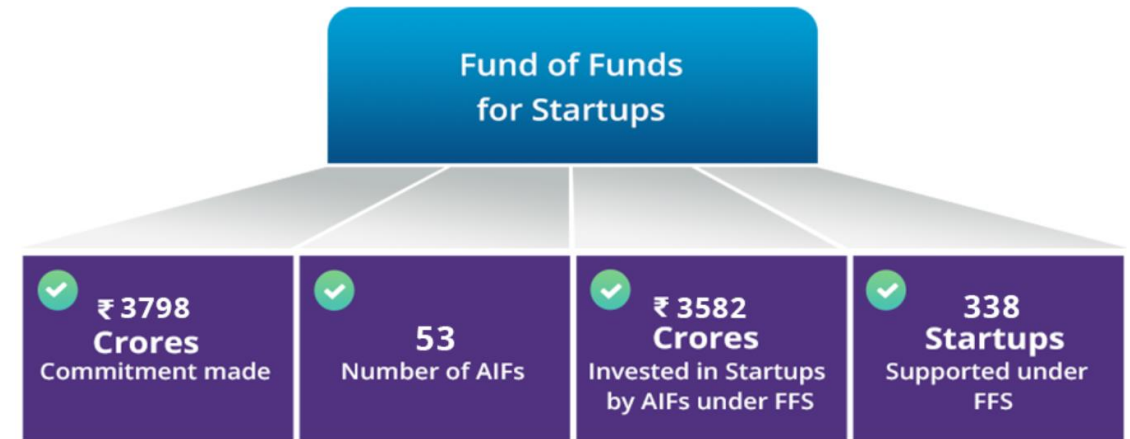 Fund of Funds
for Startups
₹ 3798
Crores
Commitment made
53
Number of AIFs
₹ 3582
Crores
Invested in Startups
by AIFs under FFS
338
Startups
Supported under
FFS